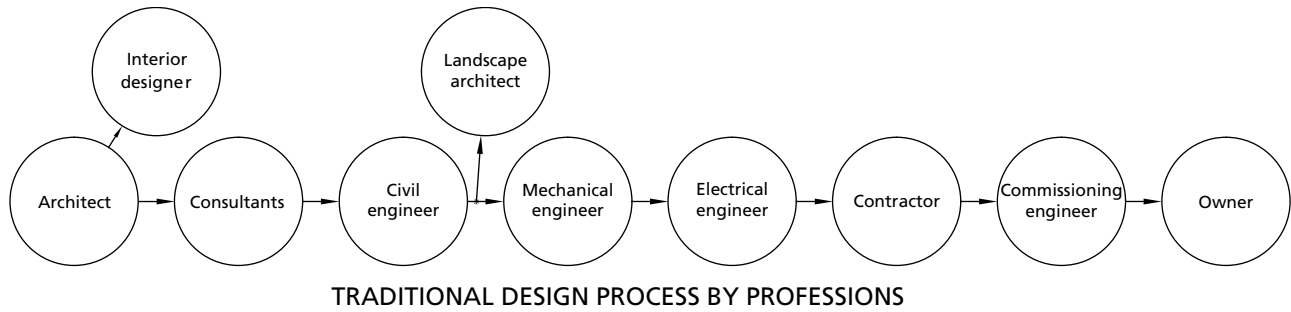 Interior
designer
Landscape
architect
Architect
Consultants
Civil
engineer
Mechanical
engineer
Electrical
engineer
Contractor
Commissioning
engineer
Owner
TRADITIONAL DESIGN PROCESS BY PROFESSIONS